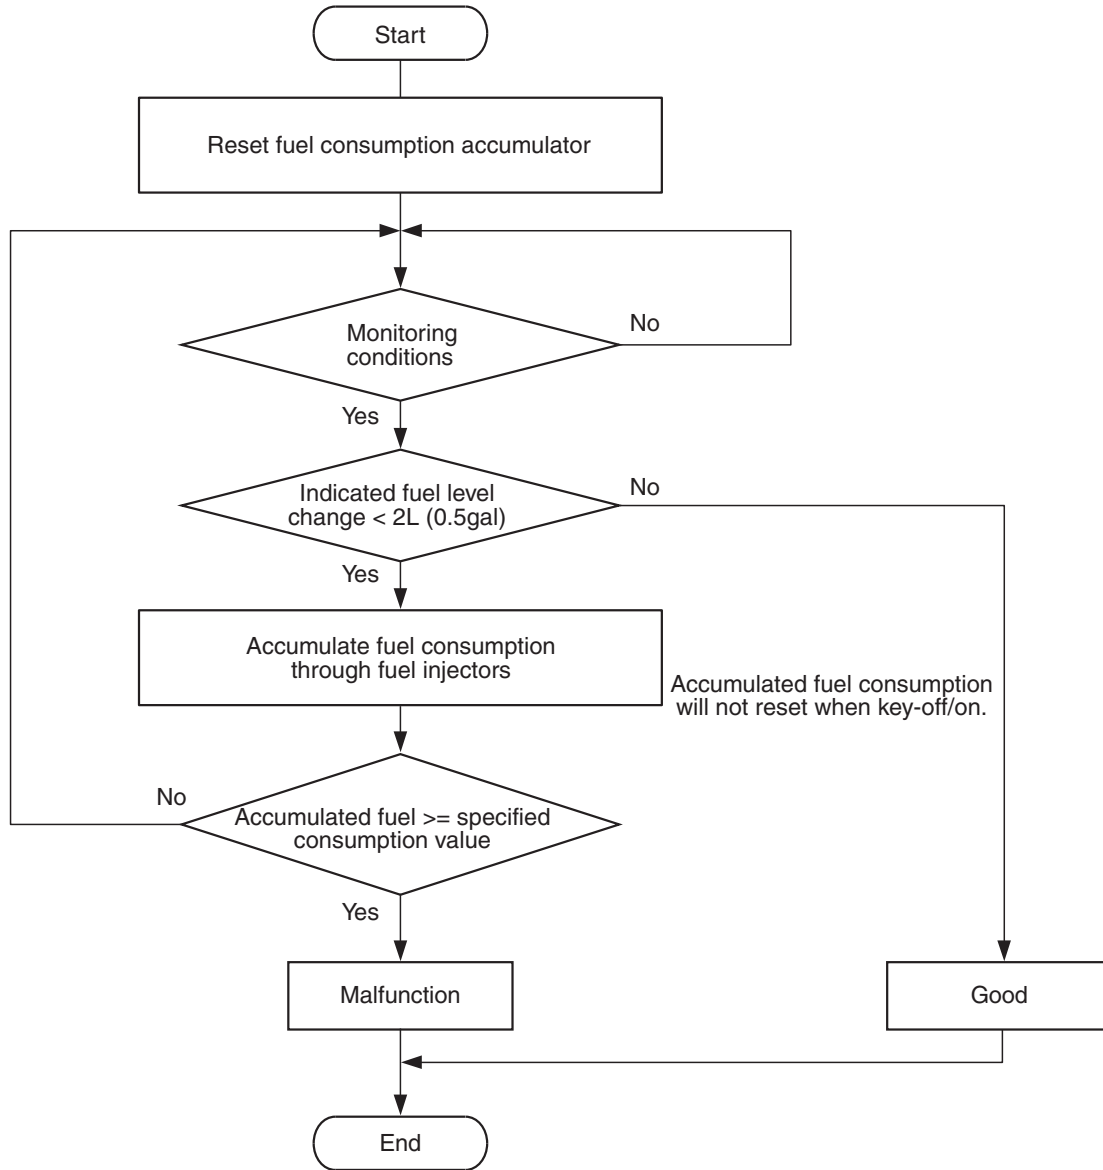 Start
Reset fuel consumption accumulator
Monitoring
conditions
No
Yes
Indicated fuel level
change < 2L (0.5gal)
No
Yes
Accumulate fuel consumption
through fuel injectors
Accumulated fuel consumption
will not reset when key-off/on.
No
Accumulated fuel >= specified
consumption value
Yes
Malfunction
Good
End